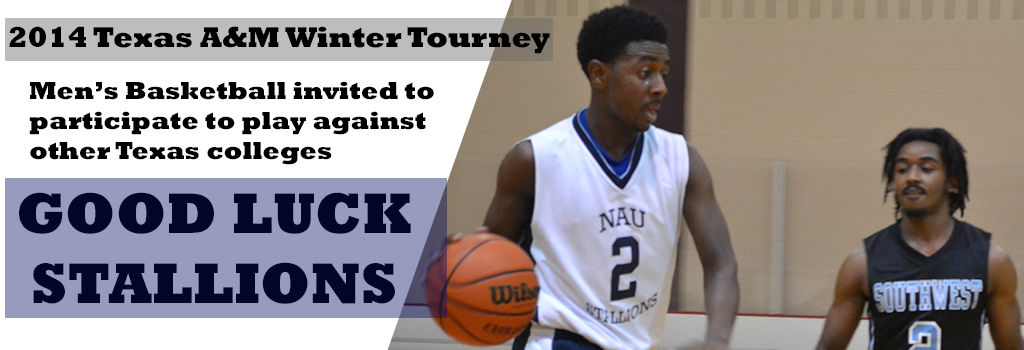 2014 Texas A&M Winter Tourney
Men's Basketball invited to
participate to play against
other Texas colleges
GOOD LUCK
STALLIONS
NAU
2
STALLIONS
Wilson
SOUTHWEST
2